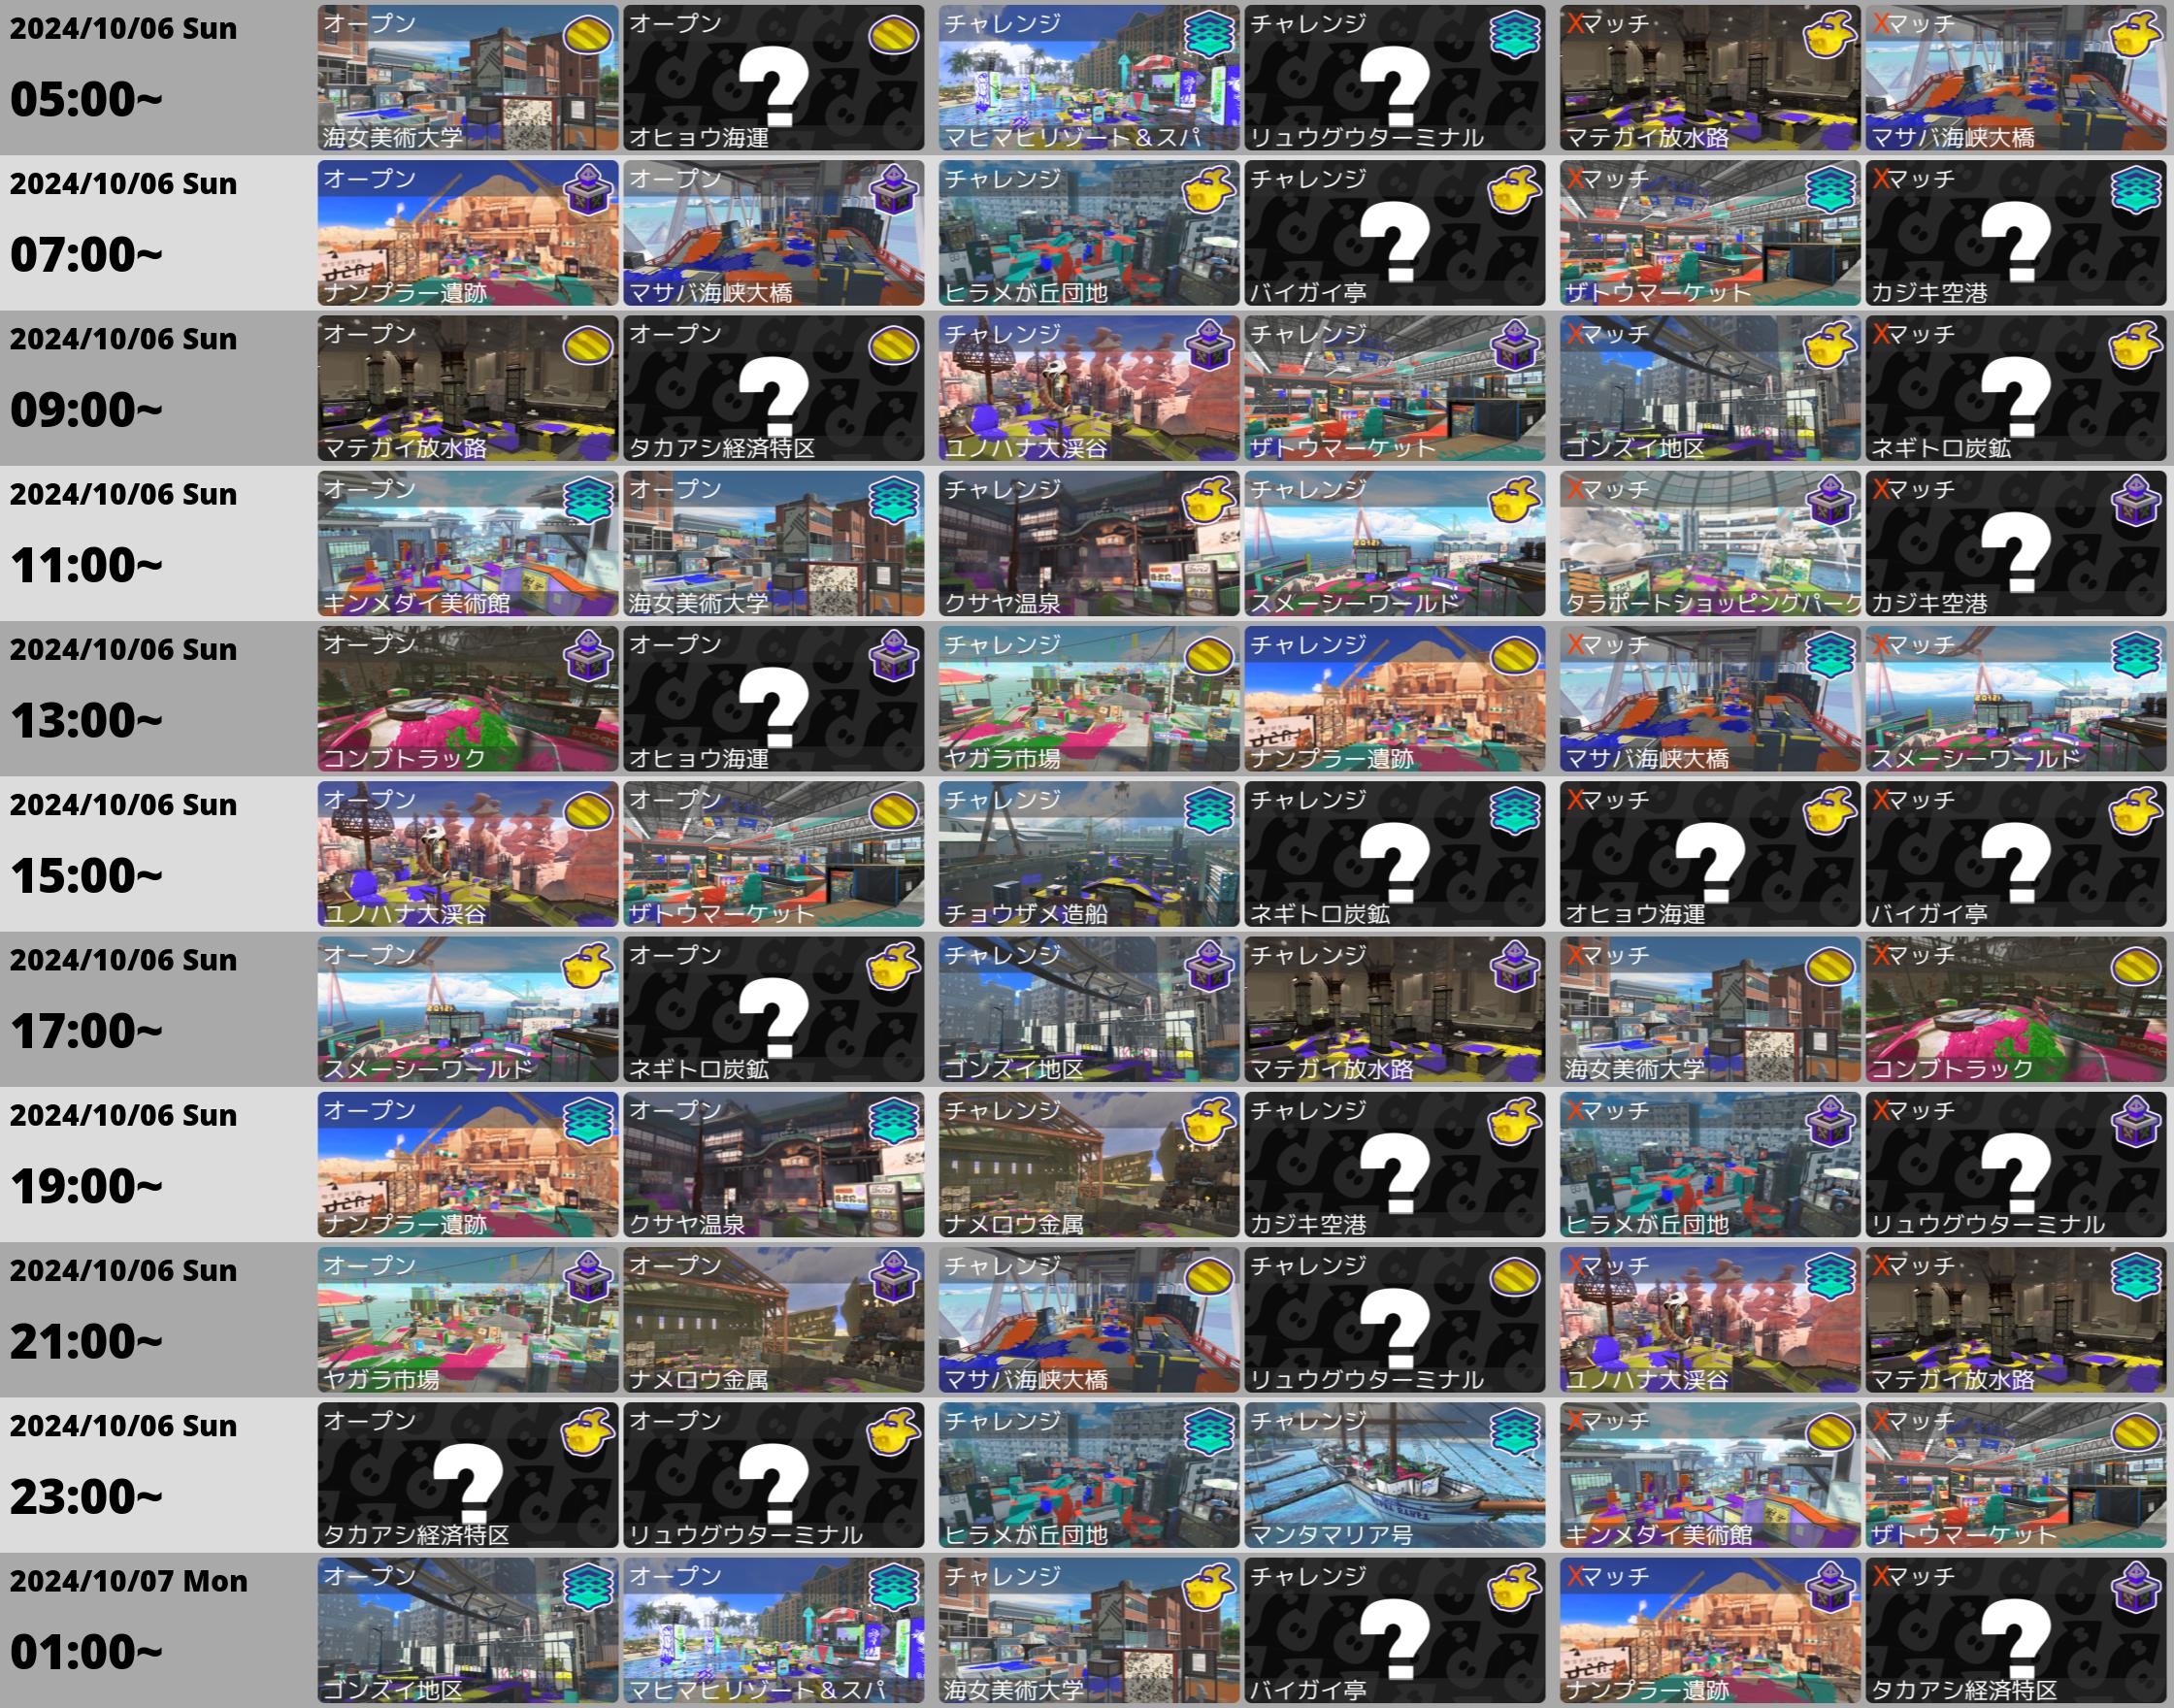 2024/10/06 Sun
05:00~
オープン
海女美術大学
オープン
オヒョウ海運
チャレンジ
マヒマヒリゾート&スパ
チャレンジ
リュウグウターミナル
Xマッチ
マテガイ放水路
Xマッチ
マサバ海峡大橋
2024/10/06 Sun
07:00~
オープン
ナンプラー遺跡
オープン
マサバ海峡大橋
チャレンジ
ヒラメが丘団地
チャレンジ
バイガイ亭
Xマッチ
ザトウマーケット
Xマッチ
カジキ空港
2024/10/06 Sun
09:00~
オープン
マテガイ放水路
オープン
タカアシ経済特区
チャレンジ
ユノハナ大渓谷
チャレンジ
ザトウマーケット
Xマッチ
ゴンズイ地区
Xマッチ
ネギトロ炭鉱
2024/10/06 Sun
11:00~
オープン
キンメダイ美術館
オープン
海女美術大学
チャレンジ
クサヤ温泉
チャレンジ
スメーシーワールド
Xマッチ
タラポートショッピングパーク
Xマッチ
カジキ空港
2024/10/06 Sun
13:00~
オープン
コンブトラック
オープン
オヒョウ海運
チャレンジ
ヤガラ市場
チャレンジ
ナンプラー遺跡
Xマッチ
マサバ海峡大橋
Xマッチ
スメーシーワールド
2024/10/06 Sun
15:00~
オープン
ユノハナ大渓谷
オープン
ザトウマーケット
チャレンジ
チョウザメ造船
チャレンジ
ネギトロ炭鉱
Xマッチ
オヒョウ海運
Xマッチ
バイガイ亭
2024/10/06 Sun
17:00~
オープン
スメーシーワールド
オープン
ネギトロ炭鉱
チャレンジ
ゴンズイ地区
チャレンジ
マテガイ放水路
Xマッチ
海女美術大学
Xマッチ
コンブトラック
2024/10/06 Sun
19:00~
オープン
ナンプラー遺跡
オープン
クサヤ温泉
チャレンジ
ナメロウ金属
チャレンジ
カジキ空港
Xマッチ
ヒラメが丘団地
Xマッチ
リュウグウターミナル
2024/10/06 Sun
21:00~
オープン
ヤガラ市場
オープン
ナメロウ金属
チャレンジ
マサバ海峡大橋
チャレンジ
リュウグウターミナル
Xマッチ
ユノハナ大渓谷
Xマッチ
マテガイ放水路
2024/10/06 Sun
23:00~
オープン
タカアシ経済特区
オープン
リュウグウターミナル
チャレンジ
ヒラメが丘団地
チャレンジ
マンタマリア号
Xマッチ
キンメダイ美術館
Xマッチ
ザトウマーケット
2024/10/07 Mon
01:00~
オープン
ゴンズイ地区
オープン
マヒマヒリゾート&スパ
チャレンジ
海女美術大学
チャレンジ
バイガイ亭
Xマッチ
ナンプラー遺跡
Xマッチ
タカアシ経済特区